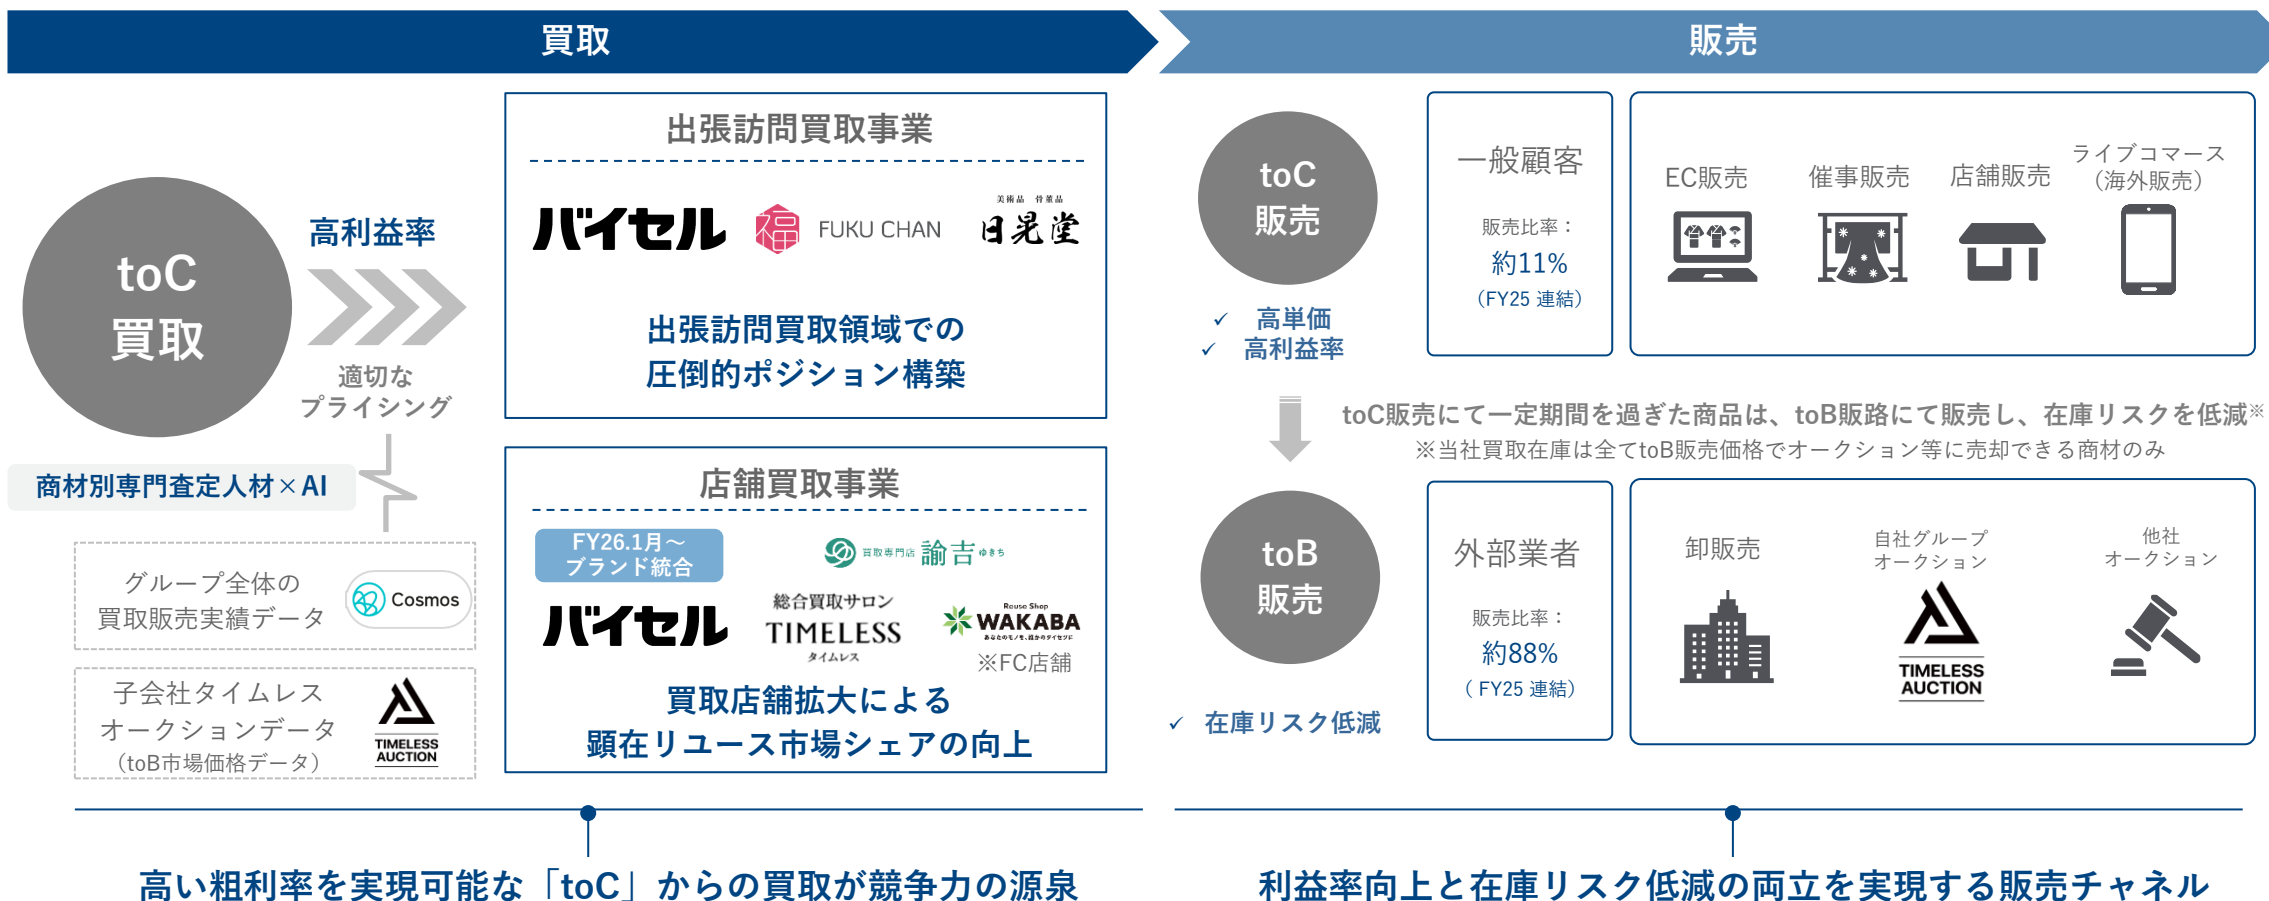 買取
販売
toC
買取
高利益率
適切な
プライシング
商材別専門査定人材×AI
グループ全体の
買取販売実績データ
Cosmos
子会社タイムレス
オークションデータ
（toB市場価格データ）
TIMELESS
AUCTION
出張訪問買取事業
バイセル
福
FUKU CHAN
美術品 骨董品
日晃堂
出張訪問買取領域での
圧倒的ポジション構築
店舗買取事業
FY26.1月～
ブランド統合
買取専門店 諭吉 ゆきち
バイセル
総合買取サロン
TIMELESS
タイムレス
Reuse Shop
WAKABA
あなたのモノを、誰かのタイセツに
※FC店舗
買取店舗拡大による
顕在リユース市場シェアの向上
高い粗利率を実現可能な「toC」からの買取が競争力の源泉
toC
販売
✓ 高単価
✓ 高利益率
一般顧客
販売比率：
約11%
（FY25 連結）
EC販売
催事販売
店舗販売
ライブコマース
（海外販売）
toC販売にて一定期間を過ぎた商品は、toB販路にて販売し、在庫リスクを低減※
※当社買取在庫は全てtoB販売価格でオークション等に売却できる商材のみ
toB
販売
✓ 在庫リスク低減
外部業者
販売比率：
約88%
（ FY25 連結）
卸販売
自社グループ
オークション
TIMELESS
AUCTION
他社
オークション
利益率向上と在庫リスク低減の両立を実現する販売チャネル